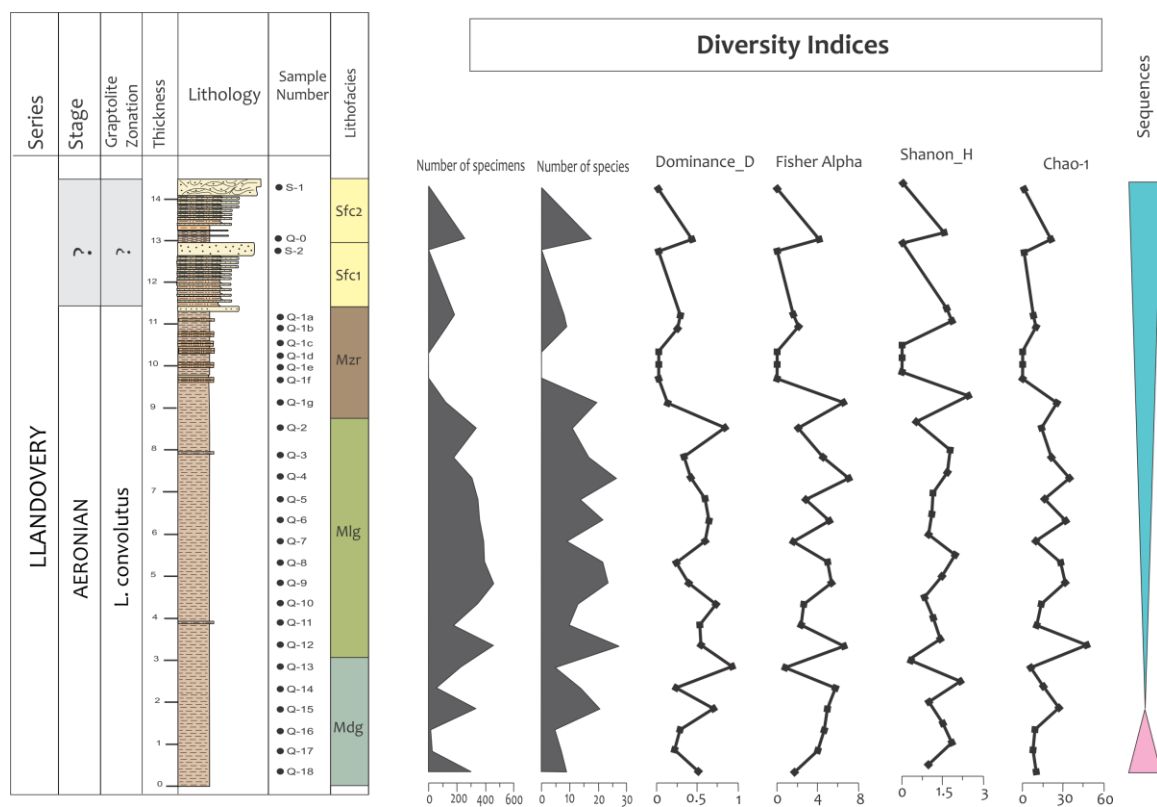 Diversity Indices
Series
Stage
Graptolite
Zonation
Thickness
Lithology
Sample
Number
Lithofacies
Sequences
Number of specimens
Number of species
Dominance_D
Fisher Alpha
Shanon_H
Chao-1
LLANDOVERY
?
AERONIAN
?
L. convolutus
14
13
12
11
10
9
8
7
6
5
4
3
2
1
0
S-1
Q-0
S-2
Q-1a
Q-1b
Q-1c
Q-1d
Q-1e
Q-1f
Q-1g
Q-2
Q-3
Q-4
Q-5
Q-6
Q-7
Q-8
Q-9
Q-10
Q-11
Q-12
Q-13
Q-14
Q-15
Q-16
Q-17
Q-18
Sfc2
Sfc1
Mzr
Mlg
Mdg
0 200 400 600
0 10 20 30
0 0.5 1
0 4 8
0 1.5 3
0 30 60